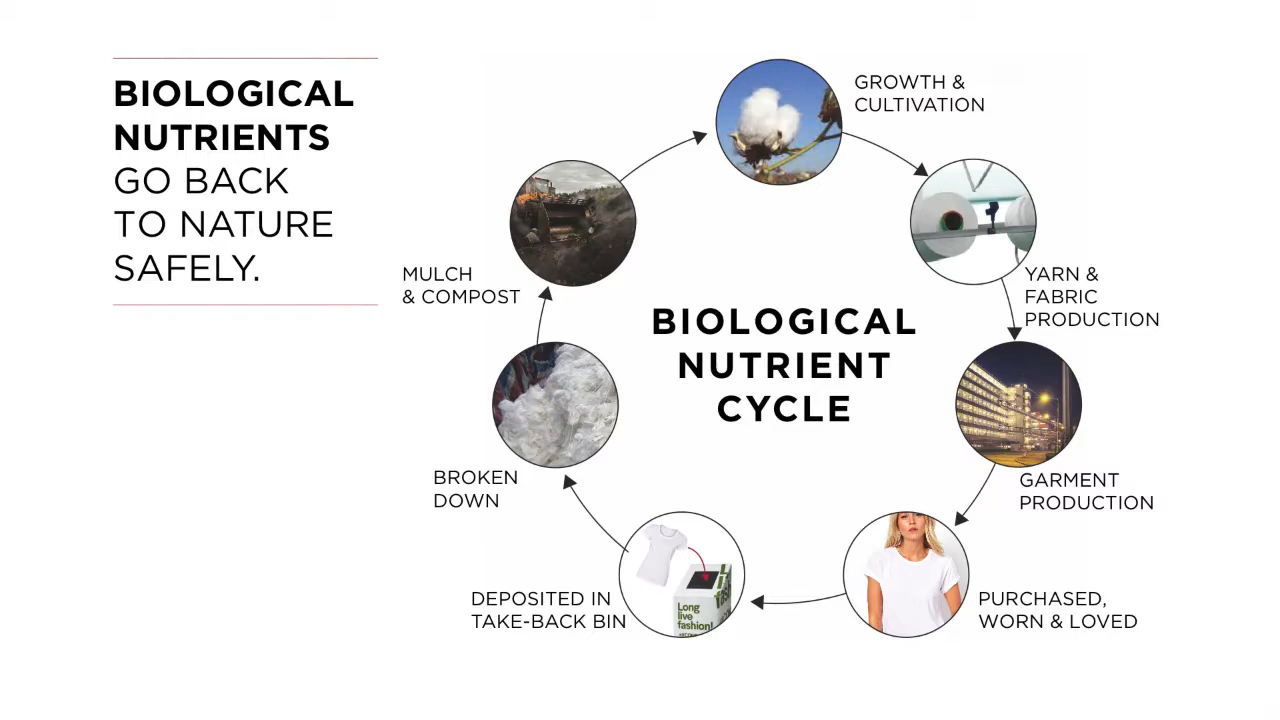 BIOLOGICAL
NUTRIENTS
GO BACK
TO NATURE
SAFELY.
GROWTH &
CULTIVATION
YARN &
FABRIC
PRODUCTION
GARMENT
PRODUCTION
PURCHASED,
WORN & LOVED
DEPOSITED IN
TAKE-BACK BIN
Long
live
fashion!
BROKEN
DOWN
MULCH
& COMPOST
BIOLOGICAL
NUTRIENT
CYCLE